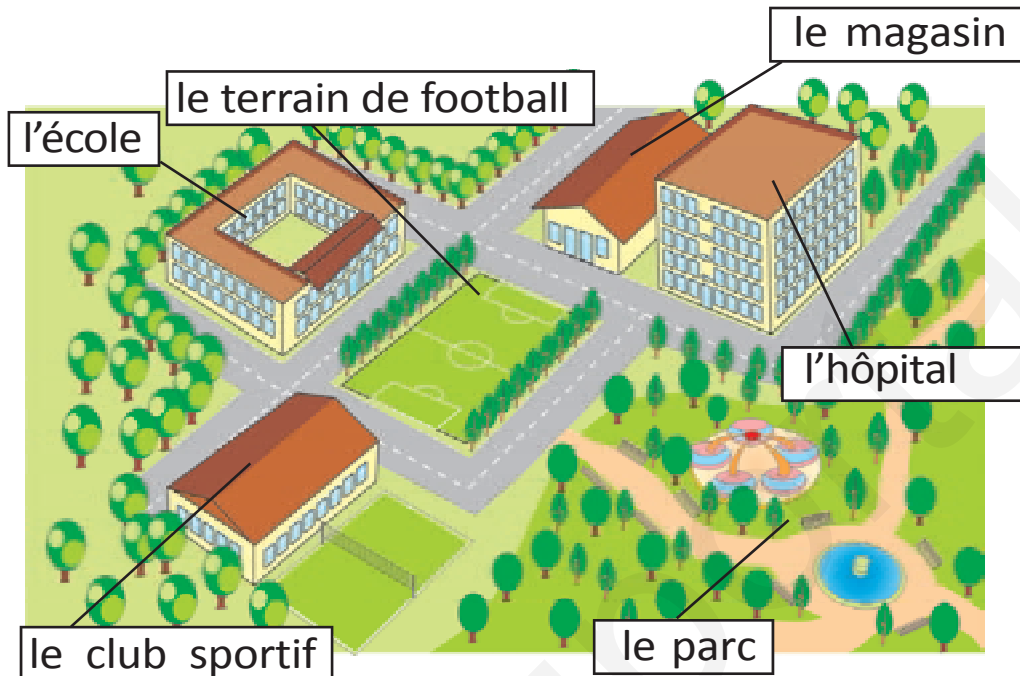 le magasin
le terrain de football
l'école
l'hôpital
le club sportif
le parc